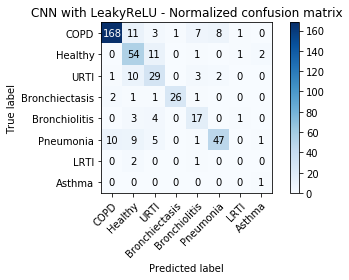 CNN with LeakyReLU - Normalized confusion matrix
True label
COPD 168 11 3 1 7 8 1 0
Healthy 0 54 11 0 1 0 1 2
URTI 1 10 29 0 3 2 0 0
Bronchiectasis 2 1 1 26 1 0 0 0
Bronchiolitis 0 3 4 0 17 1 0 0
Pneumonia 10 9 5 0 1 47 0 1
LRTI 0 2 0 0 1 0 0 0
Asthma 0 0 0 0 0 0 0 1
COPD Healthy URTI Bronchiectasis Bronchiolitis Pneumonia LRTI Asthma
Predicted label
160
140
120
100
80
60
40
20
0